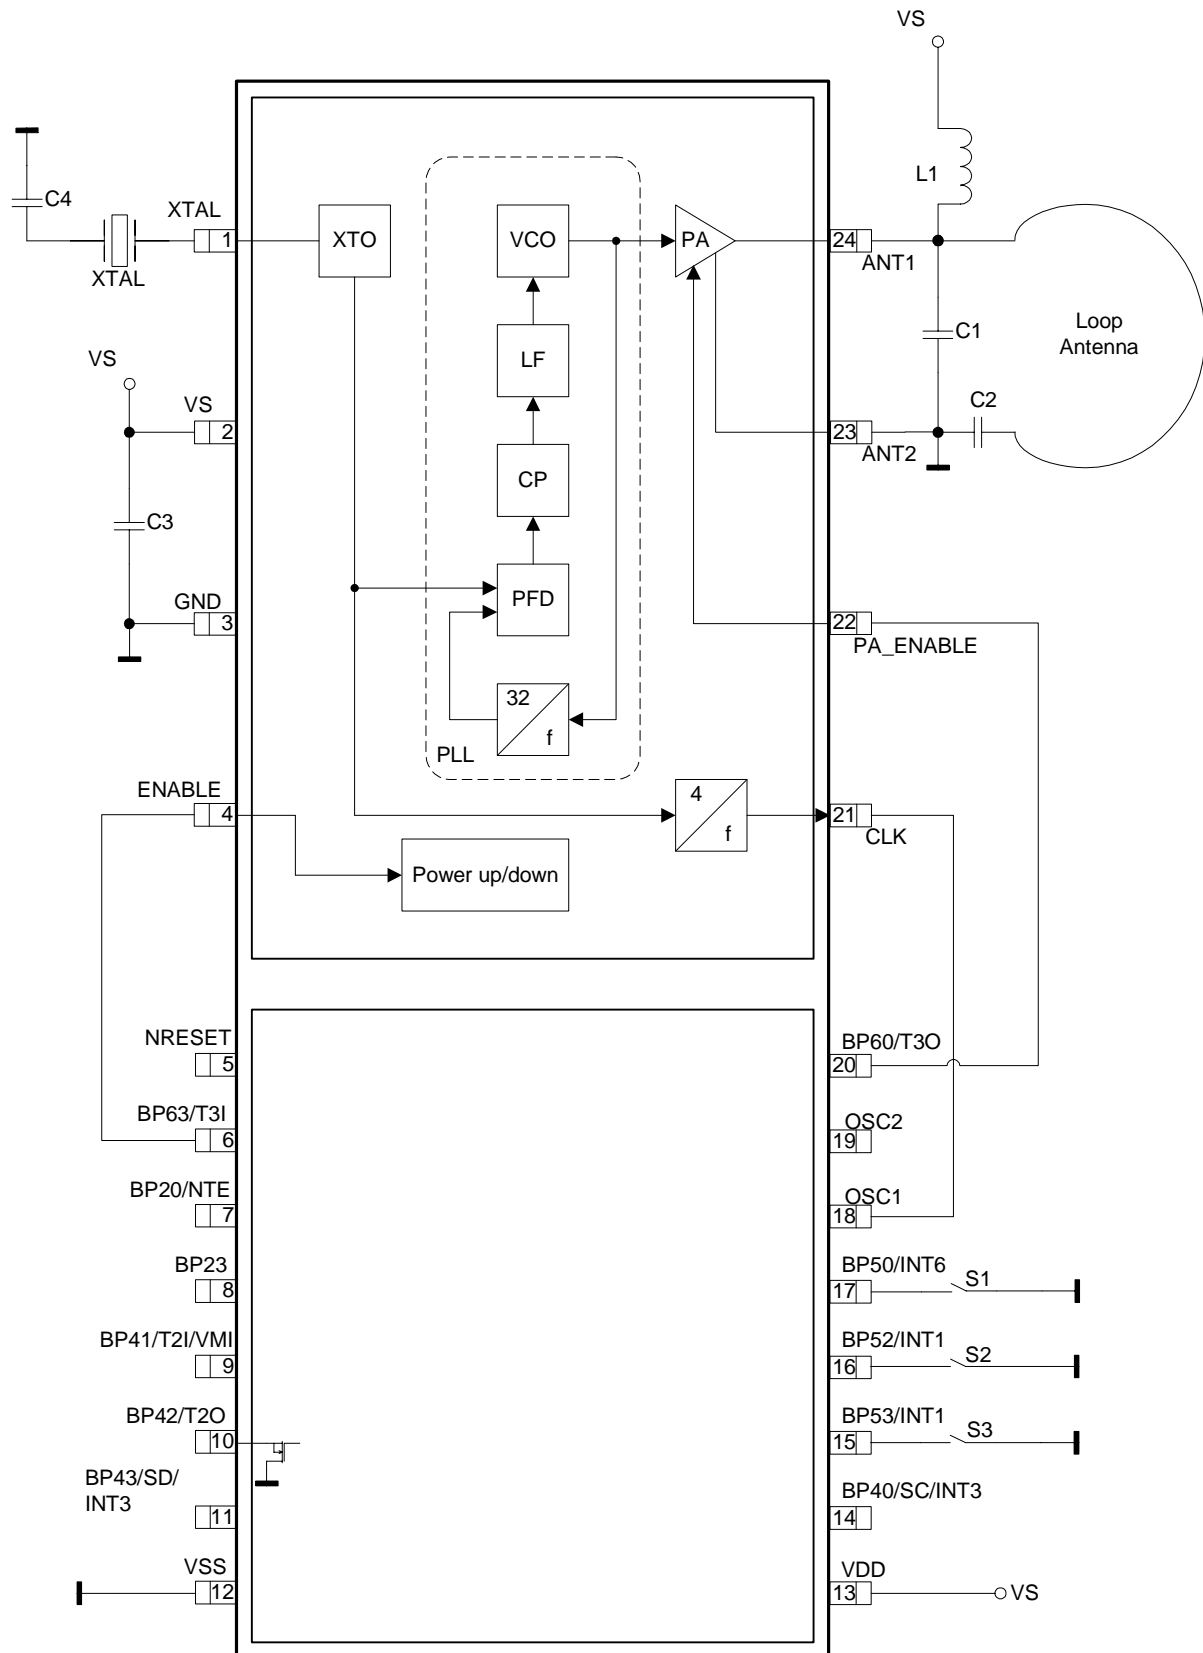 VS
L1
C4
XTAL
1
XTAL
XTO
VCO
PA
24
ANT1
C1
Loop
Antenna
VS
LF
VS
2
C2
23
ANT2
CP
C3
GND
3
PFD
22
PA_ENABLE
32
f
PLL
ENABLE
4
4
f
21
CLK
Power up/down
NRESET
5
BP60/T3O
20
BP63/T3I
6
OSC2
19
BP20/NTE
7
OSC1
18
BP23
8
BP50/INT6
17
S1
BP41/T2I/VMI
9
BP52/INT1
16
S2
BP42/T2O
10
BP53/INT1
15
S3
BP43/SD/
INT3
11
BP40/SC/INT3
14
VSS
12
VDD
13
VS